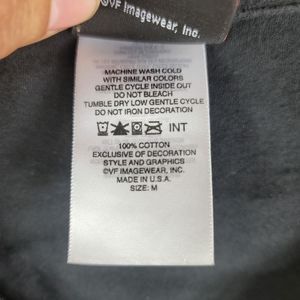 ©VF Imagewear, Inc.
MACHINE WASH COLD
WITH SIMILAR COLORS
GENTLE CYCLE INSIDE OUT
DO NOT BLEACH
TUMBLE DRY LOW GENTLE CYCLE
DO NOT IRON DECORATION
INT
100% COTTON
EXCLUSIVE OF DECORATION
STYLE AND GRAPHICS
©VF IMAGEWEAR, INC.
MADE IN U.S.A.
SIZE: M